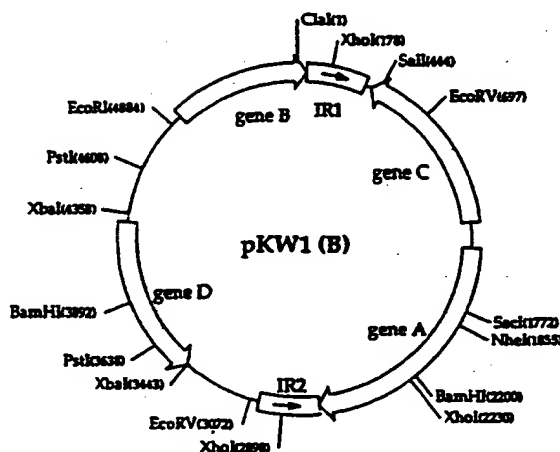 ClaI(1)
XhoI(178)
SalI(444)
EcoRV(697)
EcoRI(4884)
gene B
IR1
PstI(4608)
gene C
XbaI(4358)
pKW1 (B)
gene D
BamHI(3892)
gene A
SacI(1772)
NheI(1855)
PstI(3638)
XbaI(3443)
IR2
BamHI(2200)
XhoI(2230)
EcoRV(3072)
XhoI(2898)